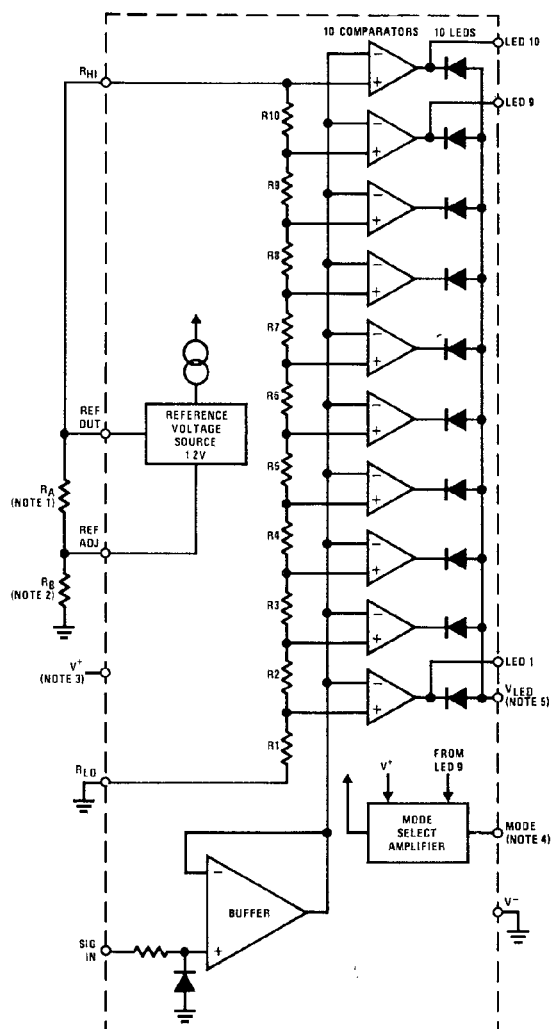 10 COMPARATORS
10 LEDS
LED 10
RHI
LED 9
R10
R9
R8
R7
R6
R5
R4
R3
R2
R1
REF
OUT
REFERENCE
VOLTAGE
SOURCE
1 2V
RA
(NOTE 1)
REF
ADJ
RB
(NOTE 2)
V+
(NOTE 3)
LED 1
VLED
(NOTE 5)
RLO
V+
FROM
LED 9
MODE
SELECT
AMPLIFIER
MODE
(NOTE 4)
BUFFER
V−
SIG
IN